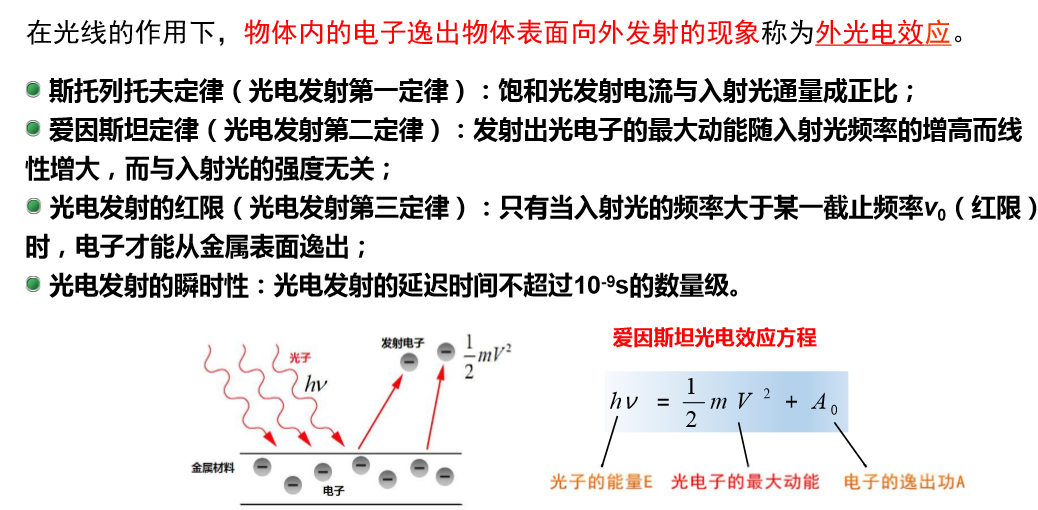 在光线的作用下，物体内的电子逸出物体表面向外发射的现象称为外光电效应。
斯托列托夫定律（光电发射第一定律）：饱和光发射电流与入射光通量成正比；
爱因斯坦定律（光电发射第二定律）：发射出光电子的最大动能随入射光频率的增高而线
性增大，而与入射光的强度无关；
光电发射的红限（光电发射第三定律）：只有当入射光的频率大于某一截止频率v₀（红限）
时，电子才能从金属表面逸出；
光电发射的瞬时性：光电发射的延迟时间不超过10⁻⁹s的数量级。
光子
hν
发射电子
1/2 mV²
金属材料
电子
爱因斯坦光电效应方程
hν = 1/2 m V ² + A₀
光子的能量E 光电子的最大动能 电子的逸出功A